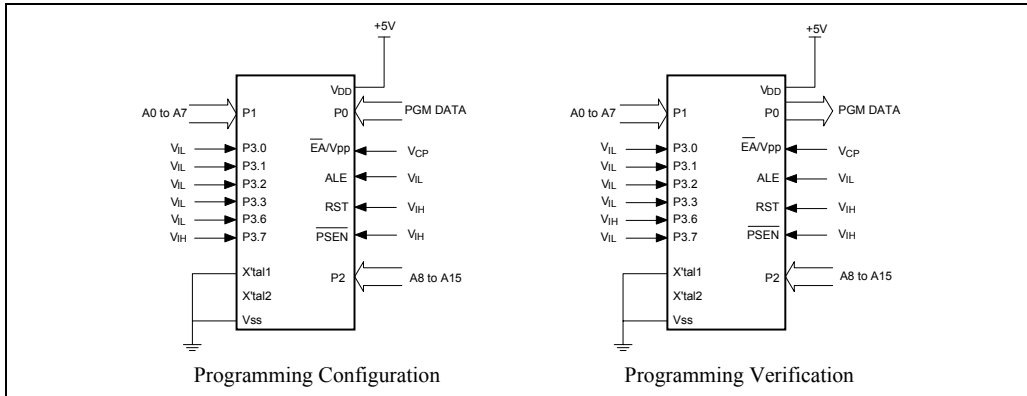 +5V
VDD
A0 to A7 P1 P0 PGM DATA
VIL P3.0 EA/Vpp VCP
VIL P3.1
VIL P3.2 ALE VIL
VIL P3.3 RST VIH
VIL P3.6
VIH P3.7 PSEN VIH
X'tal1 P2 A8 to A15
X'tal2
Vss
Programming Configuration
+5V
VDD
A0 to A7 P1 P0 PGM DATA
VIL P3.0 EA/Vpp VCP
VIL P3.1
VIL P3.2 ALE VIL
VIL P3.3 RST VIH
VIH P3.6
VIL P3.7 PSEN VIH
X'tal1 P2 A8 to A15
X'tal2
Vss
Programming Verification